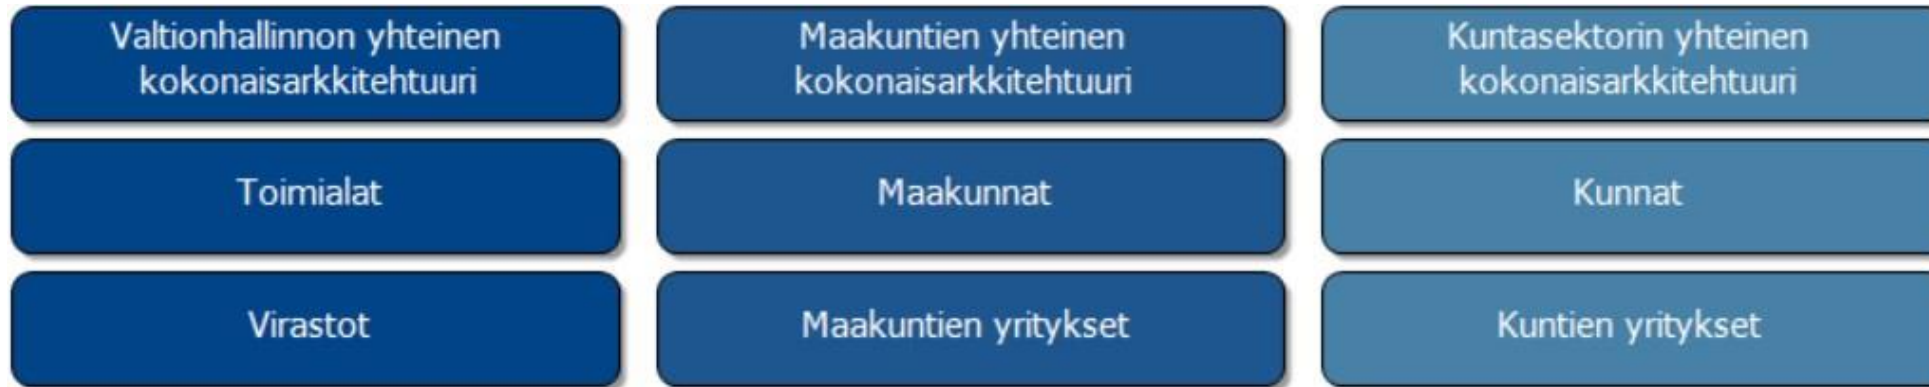 Valtionhallinnon yhteinen
kokonaisarkkitehtuuri
Maakuntien yhteinen
kokonaisarkkitehtuuri
Kuntasektorin yhteinen
kokonaisarkkitehtuuri
Toimialat
Maakunnat
Kunnat
Virastot
Maakuntien yritykset
Kuntien yritykset